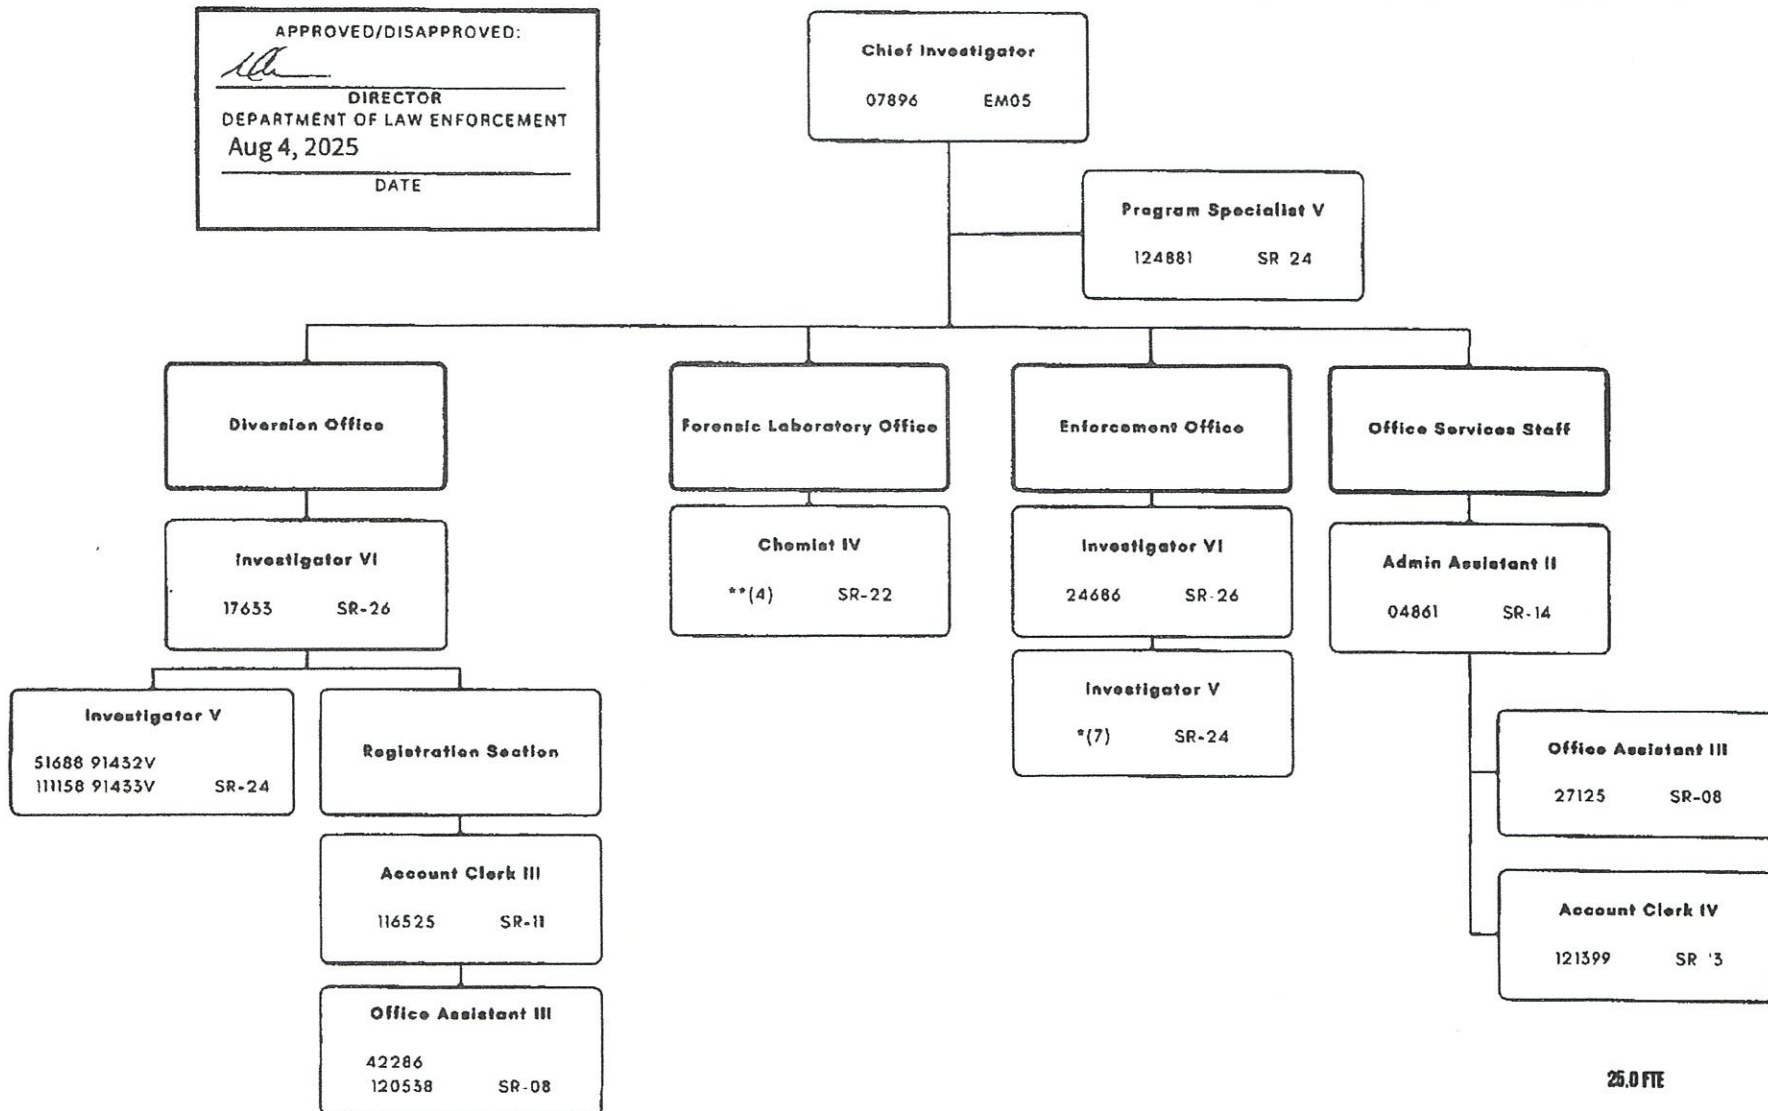 APPROVED/DISAPPROVED:
DIRECTOR
DEPARTMENT OF LAW ENFORCEMENT
Aug 4, 2025
DATE
Chief Investigator
07896 EM05
Program Specialist V
124881 SR 24
Diversion Office
Forensic Laboratory Office
Enforcement Office
Office Services Staff
Investigator VI
17633 SR-26
Chemist IV
**(4) SR-22
Investigator VI
24686 SR-26
Admin Assistant II
04861 SR-14
Investigator V
51688 91432V
111158 91433V SR-24
Registration Section
Investigator V
*(7) SR-24
Office Assistant III
27125 SR-08
Account Clerk III
116525 SR-11
Account Clerk IV
121399 SR '3
Office Assistant III
42286
120538 SR-08
25.0 FTE